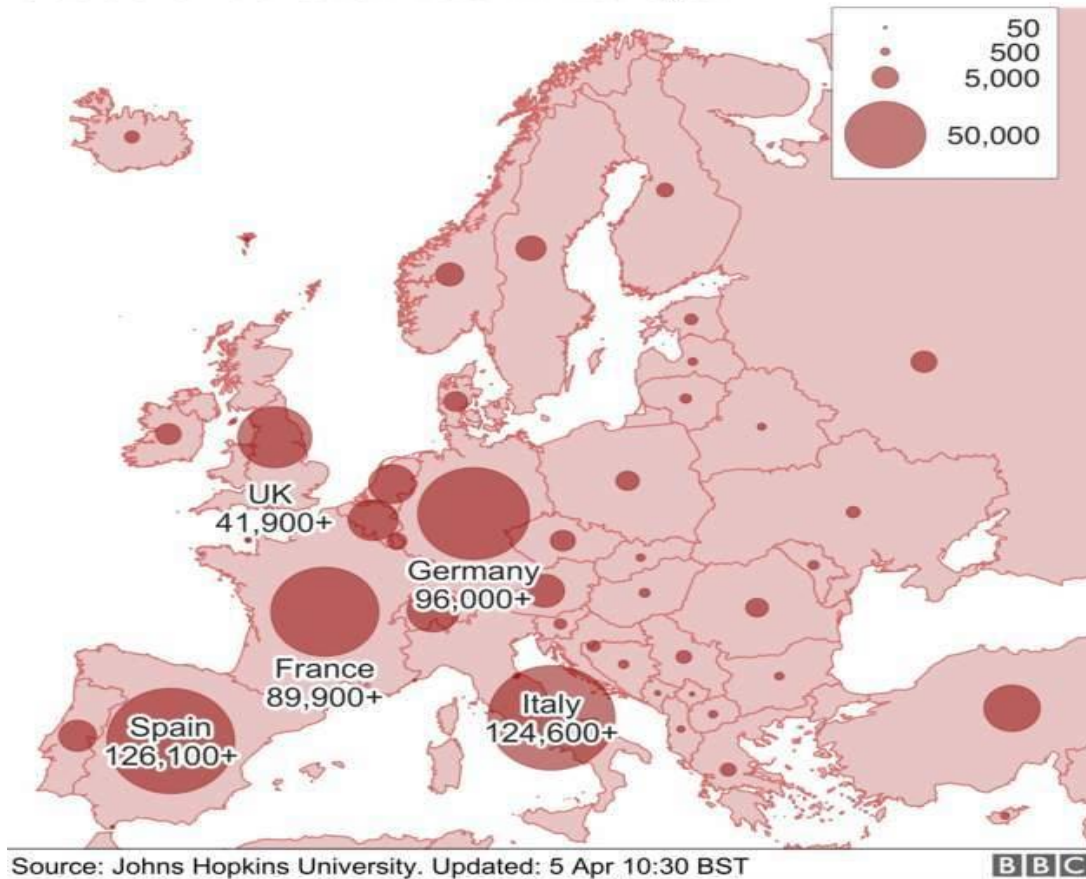 50
500
5,000
50,000
UK
41,900+
Germany
96,000+
France
89,900+
Spain
126,100+
Italy
124,600+
Source: Johns Hopkins University. Updated: 5 Apr 10:30 BST
BBC